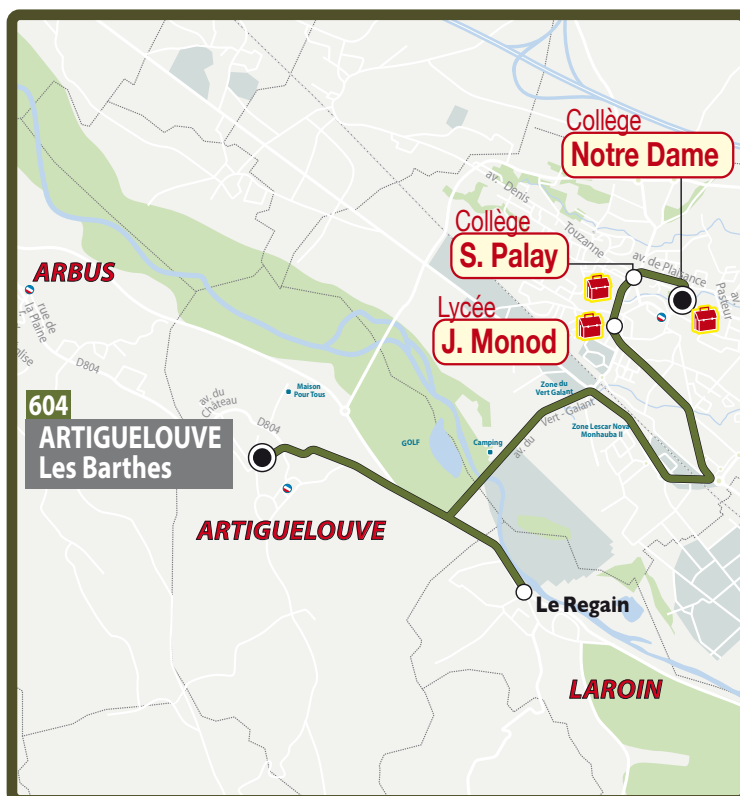 Collège
Notre Dame
av. Denis
Touzanne
Collège
S. Palay
av. de Plaisance
Pasteur
av.
ARBUS
rue de
la Plaine
Lycée
J. Monod
D804
av. du
Château
Maison
Pour Tous
Zone du
Vert Galant
604
ARTIGUELOUVE
Les Barthes
D804
GOLF
Camping
av. du
Vert - Galant
Zone Lescar Nova
Monhauba II
ARTIGUELOUVE
Le Regain
LAROIN